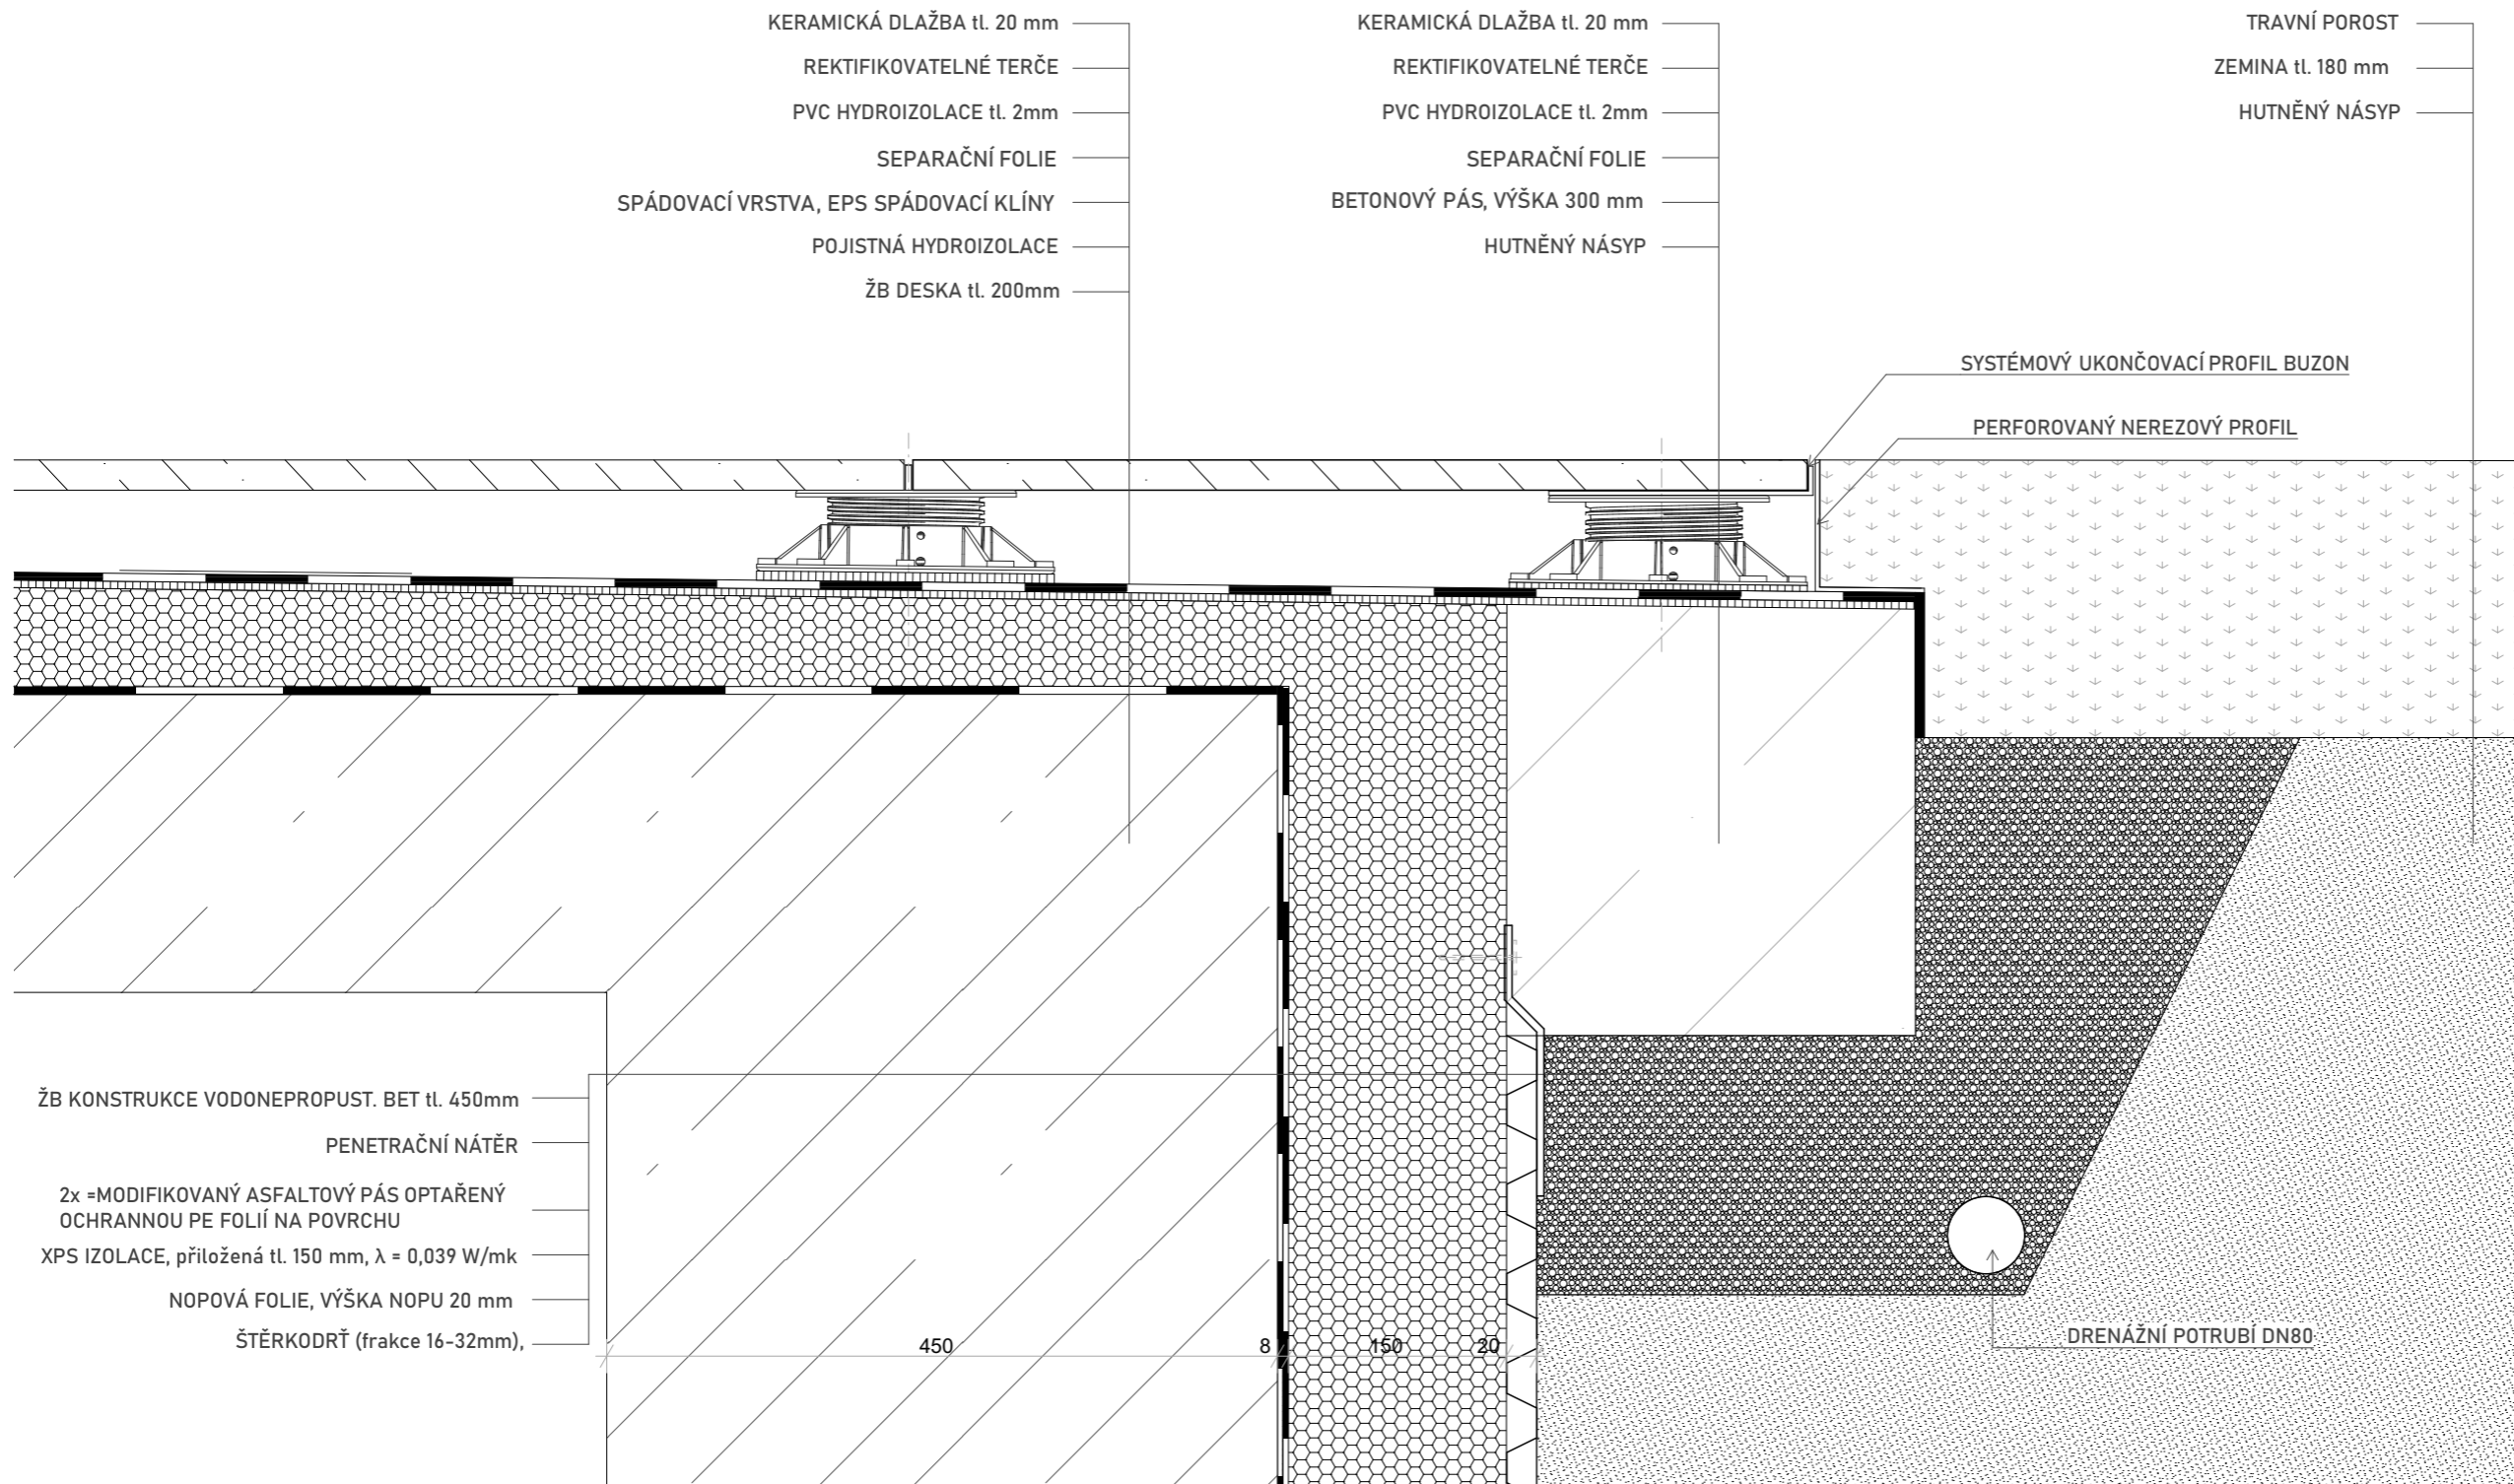 KERAMICKÁ DLAŽBA tl. 20 mm
REKTIFIKOVATELNÉ TERČE
PVC HYDROIZOLACE tl. 2mm
SEPARAČNÍ FOLIE
SPÁDOVACÍ VRSTVA, EPS SPÁDOVACÍ KLÍNY
POJISTNÁ HYDROIZOLACE
ŽB DESKA tl. 200mm
KERAMICKÁ DLAŽBA tl. 20 mm
REKTIFIKOVATELNÉ TERČE
PVC HYDROIZOLACE tl. 2mm
SEPARAČNÍ FOLIE
BETONOVÝ PÁS, VÝŠKA 300 mm
HUTNĚNÝ NÁSYP
TRAVNÍ POROST
ZEMINA tl. 180 mm
HUTNĚNÝ NÁSYP
SYSTÉMOVÝ UKONČOVACÍ PROFIL BUZON
PERFOROVANÝ NEREZOVÝ PROFIL
ŽB KONSTRUKCE VODONEPROPUST. BET tl. 450mm
PENETRAČNÍ NÁTĚR
2x =MODIFIKOVANÝ ASFALTOVÝ PÁS OPTAŘENÝ
OCHRANNOU PE FOLIÍ NA POVRCHU
XPS IZOLACE, přiložená tl. 150 mm, λ = 0,039 W/mk
NOPOVÁ FOLIE, VÝŠKA NOPU 20 mm
ŠTĚRKODRŤ (frakce 16-32mm),
450
8
150
20
DRENÁŽNÍ POTRUBÍ DN80